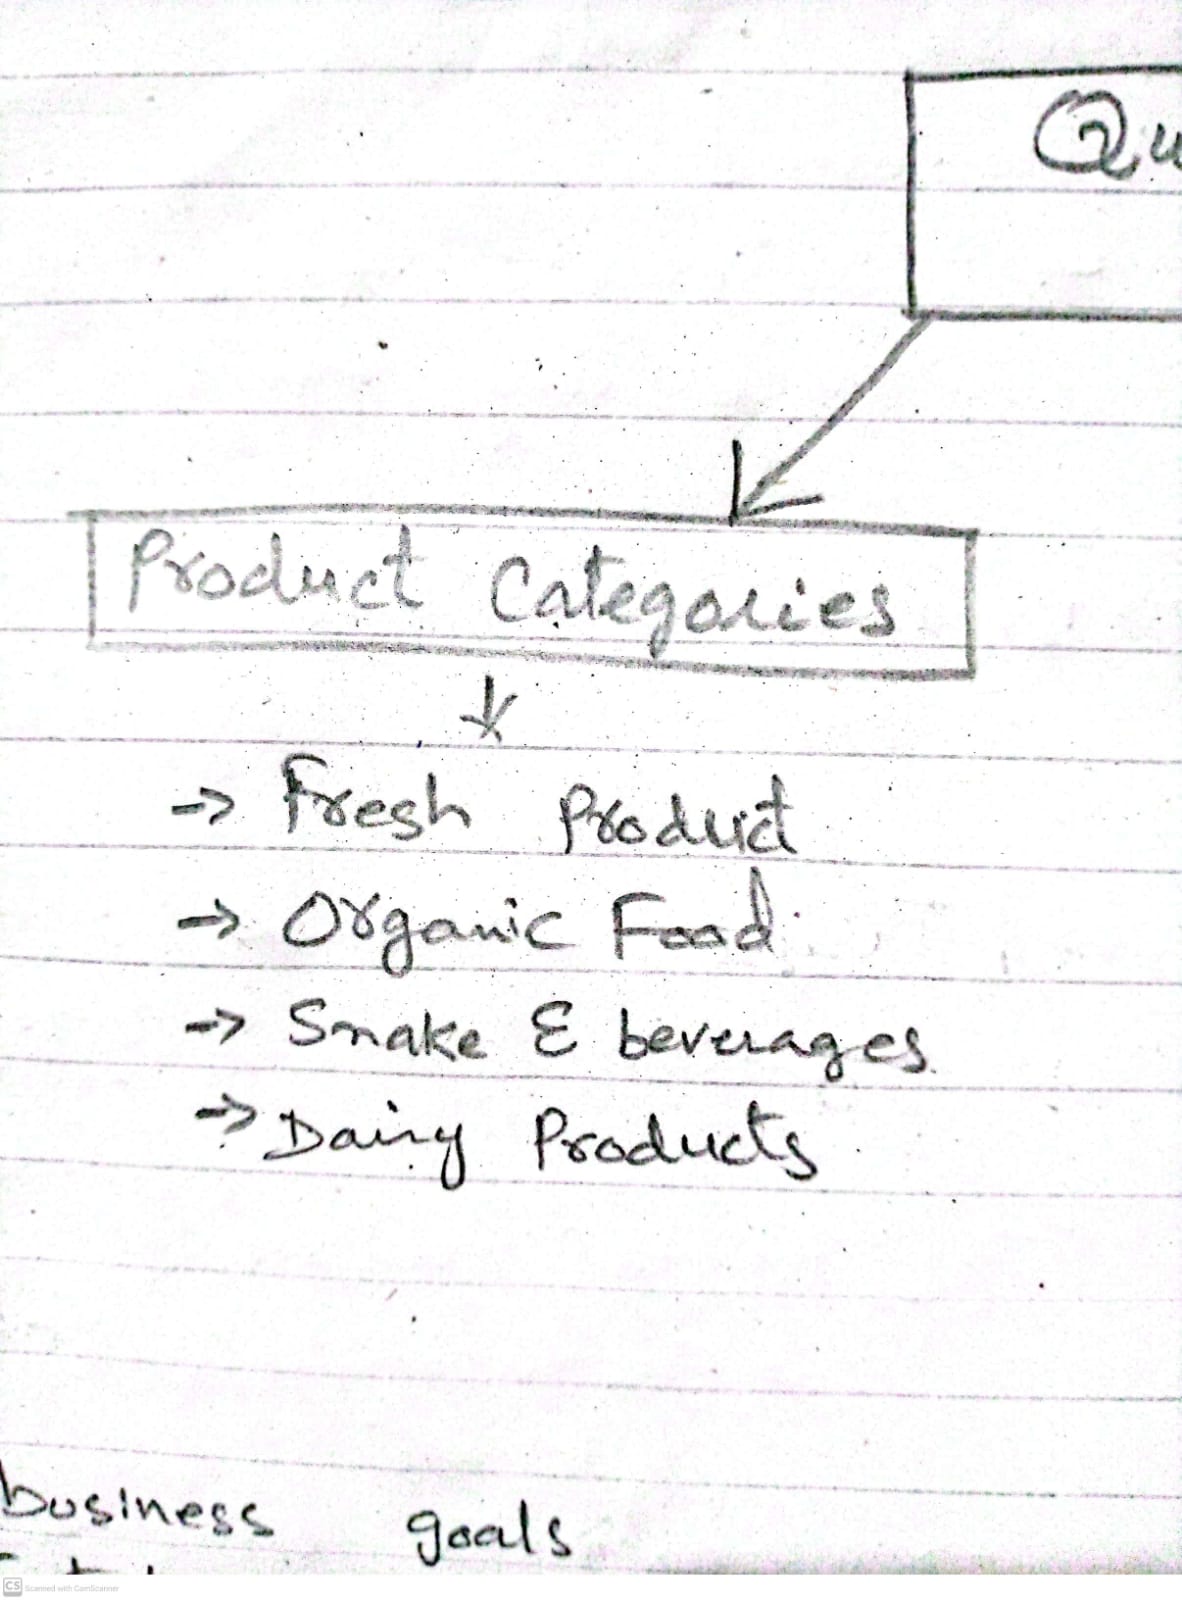 Qu
Product Categories
-> Fresh Product
-> Organic Food
-> Snake & beverages
-> Dairy Products
business goals
CS Scanned with CamScanner